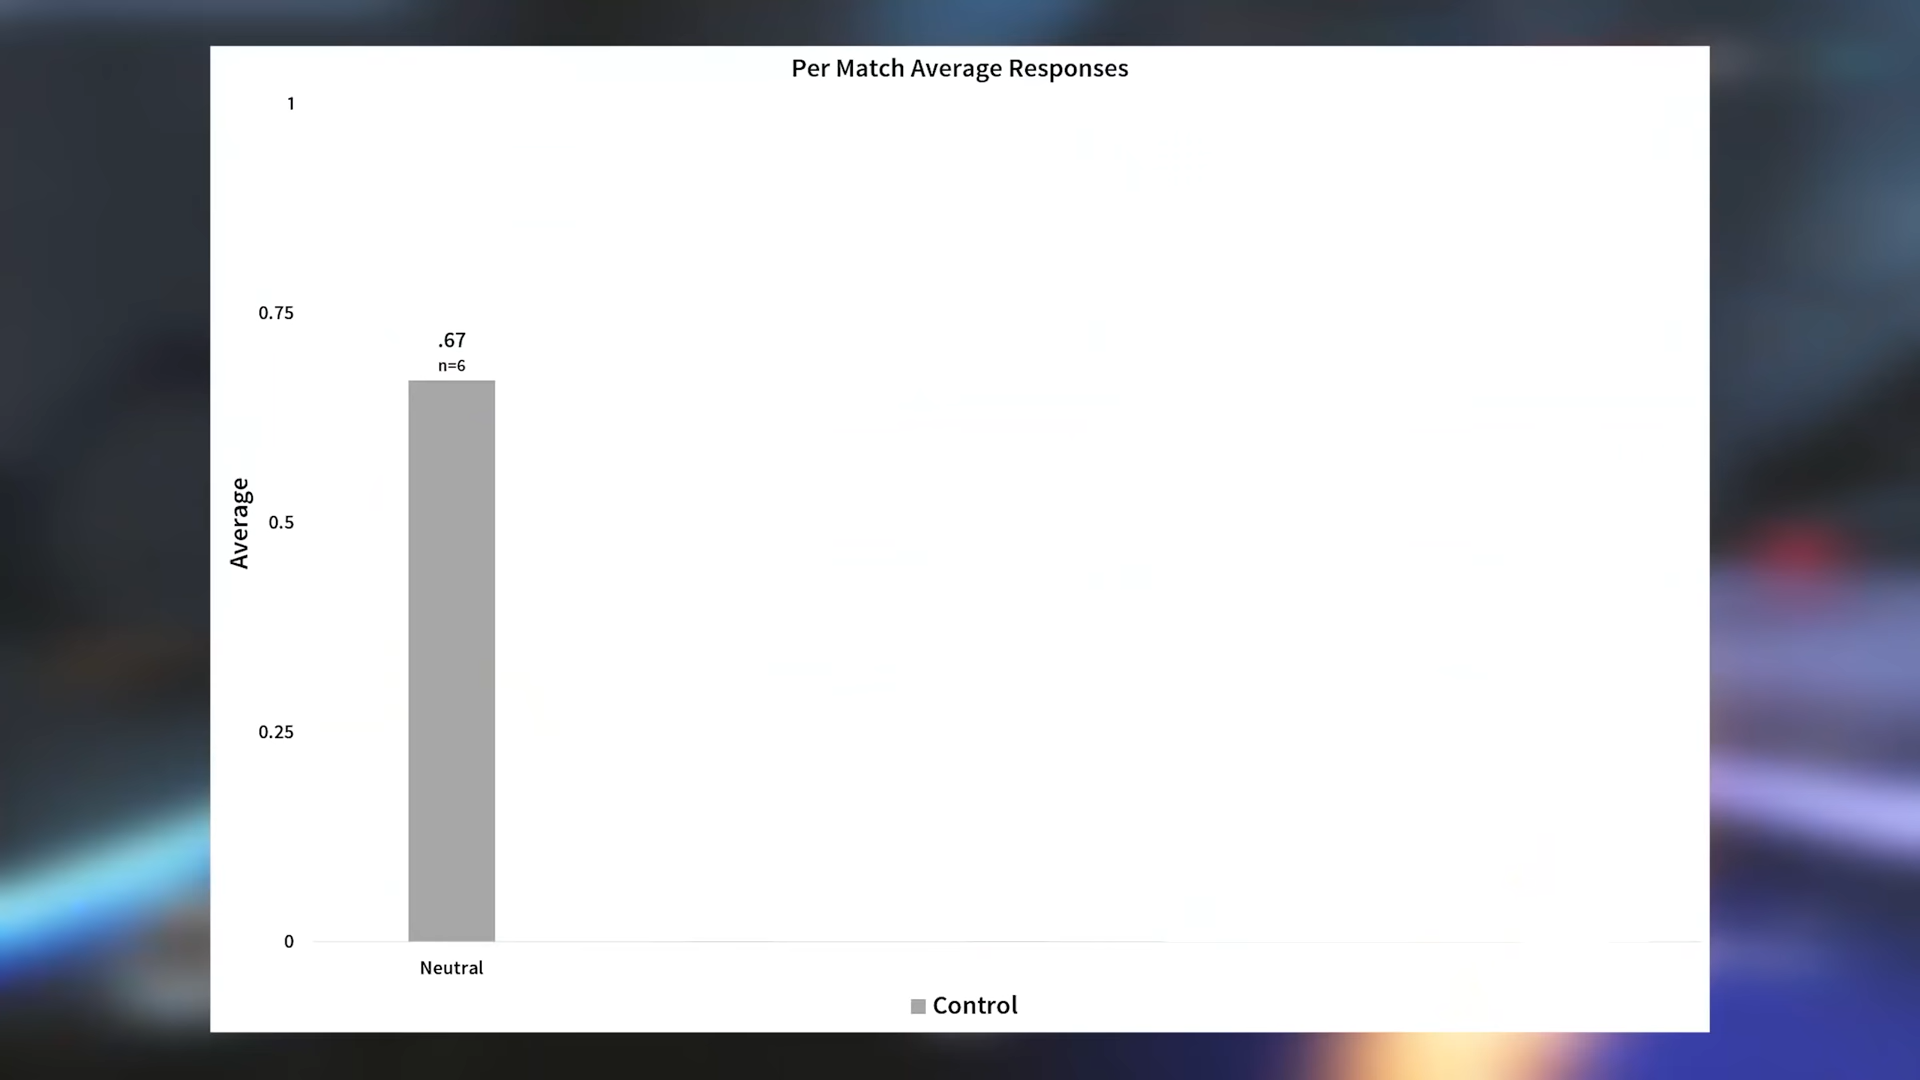 Per Match Average Responses
1
0.75
.67
n=6
Average
0.5
0.25
0
Neutral
Control